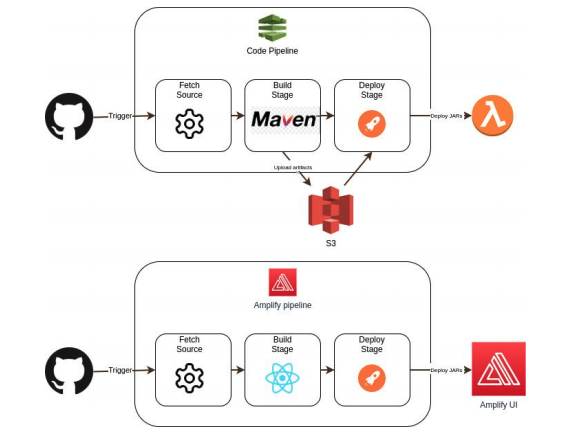 Code Pipeline
Fetch
Source
Build
Stage
Deploy
Stage
Trigger
Maven
Deploy JARs
Upload artifacts
S3
Amplify pipeline
Fetch
Source
Build
Stage
Deploy
Stage
Trigger
Deploy JARs
Amplify UI